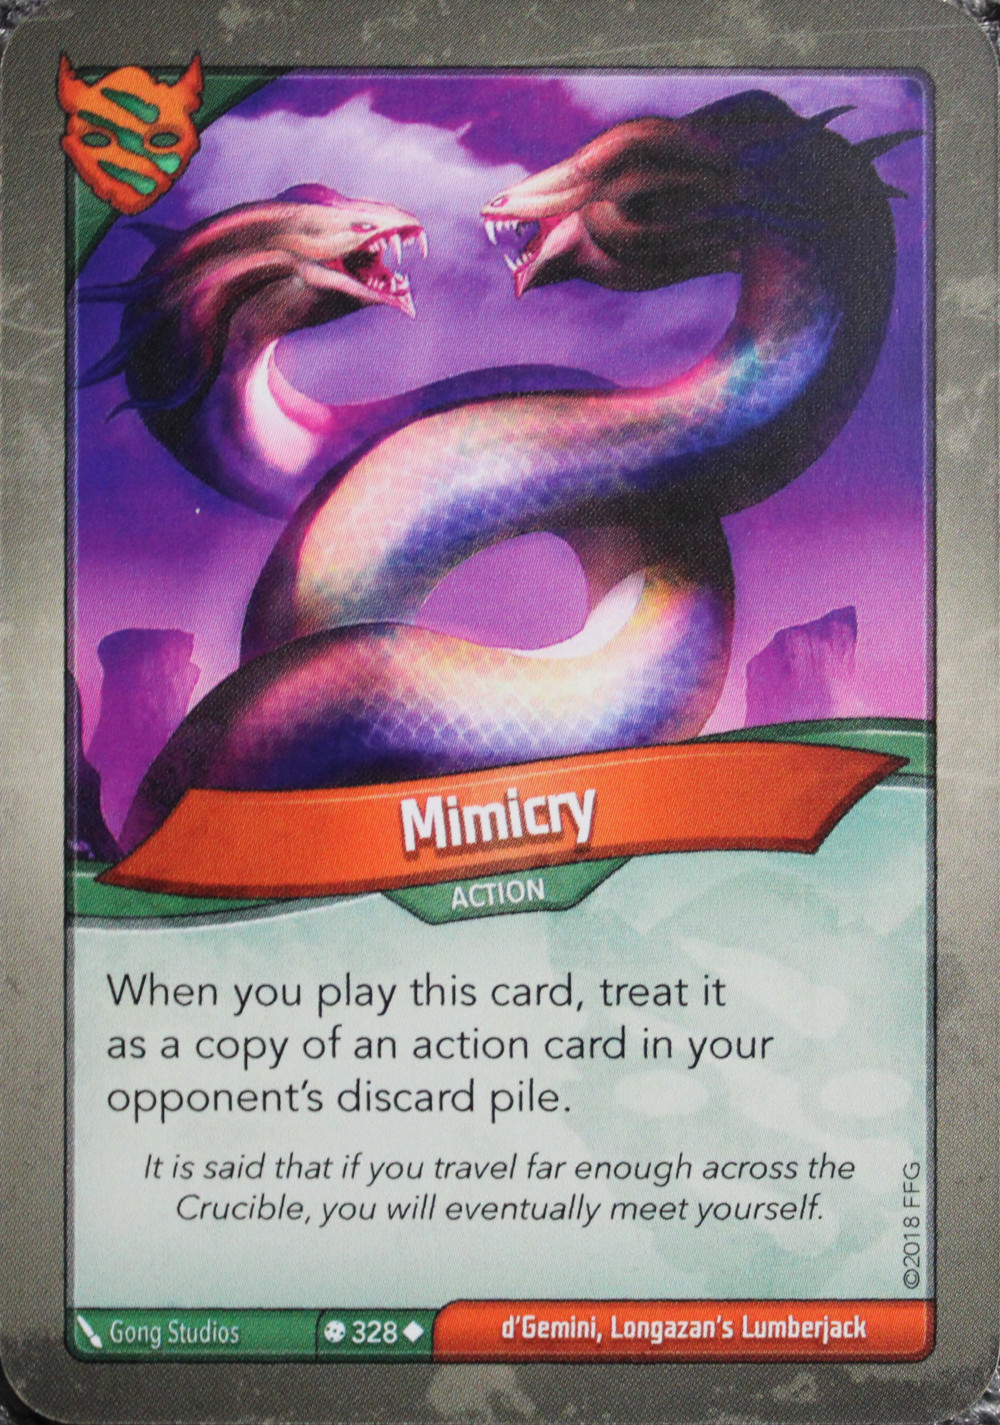 Mimicry
ACTION
When you play this card, treat it
as a copy of an action card in your
opponent's discard pile.
It is said that if you travel far enough across the
Crucible, you will eventually meet yourself.
©2018 FFG
Gong Studios
328
d'Gemini, Longazan's Lumberjack